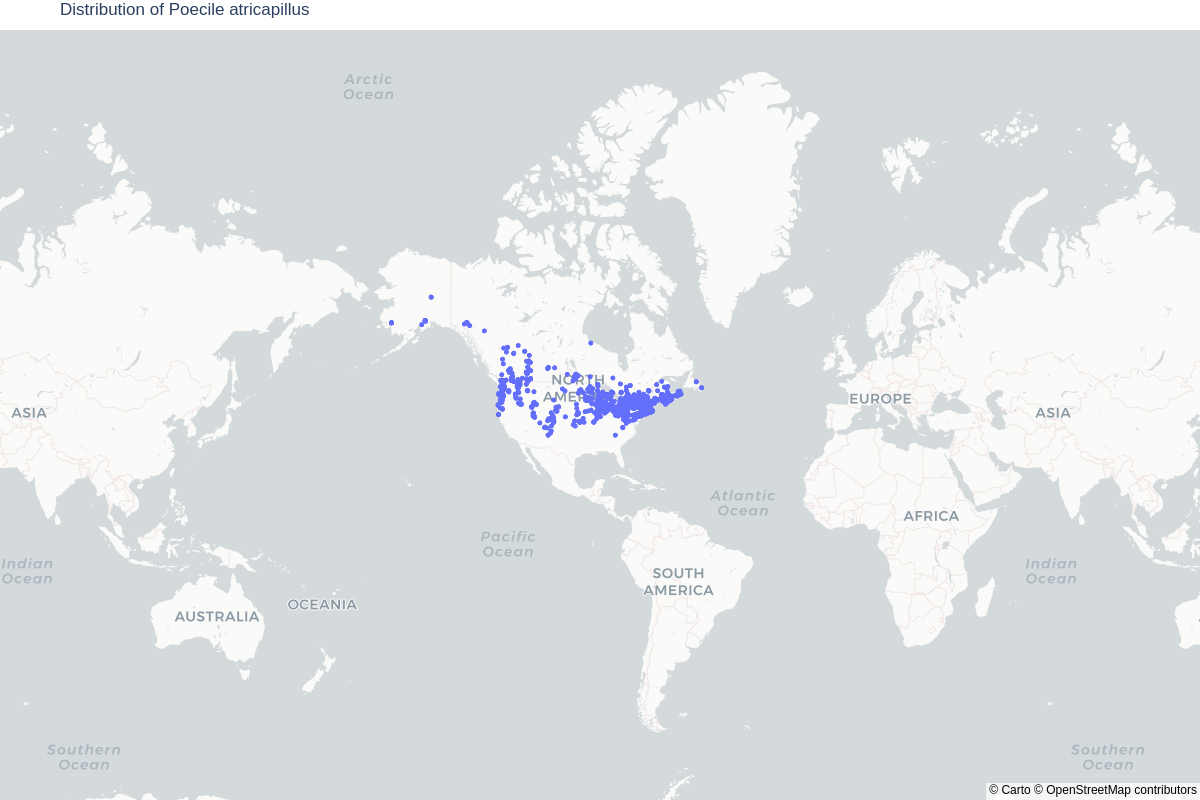 Distribution of Poecile atricapillus
Arctic
Ocean
NORTH
AMERICA
ASIA
EUROPE
ASIA
Atlantic
Ocean
AFRICA
Pacific
Ocean
Indian
Ocean
SOUTH
AMERICA
Indian
Ocean
OCEANIA
AUSTRALIA
Southern
Ocean
Southern
Ocean
© Carto © OpenStreetMap contributors